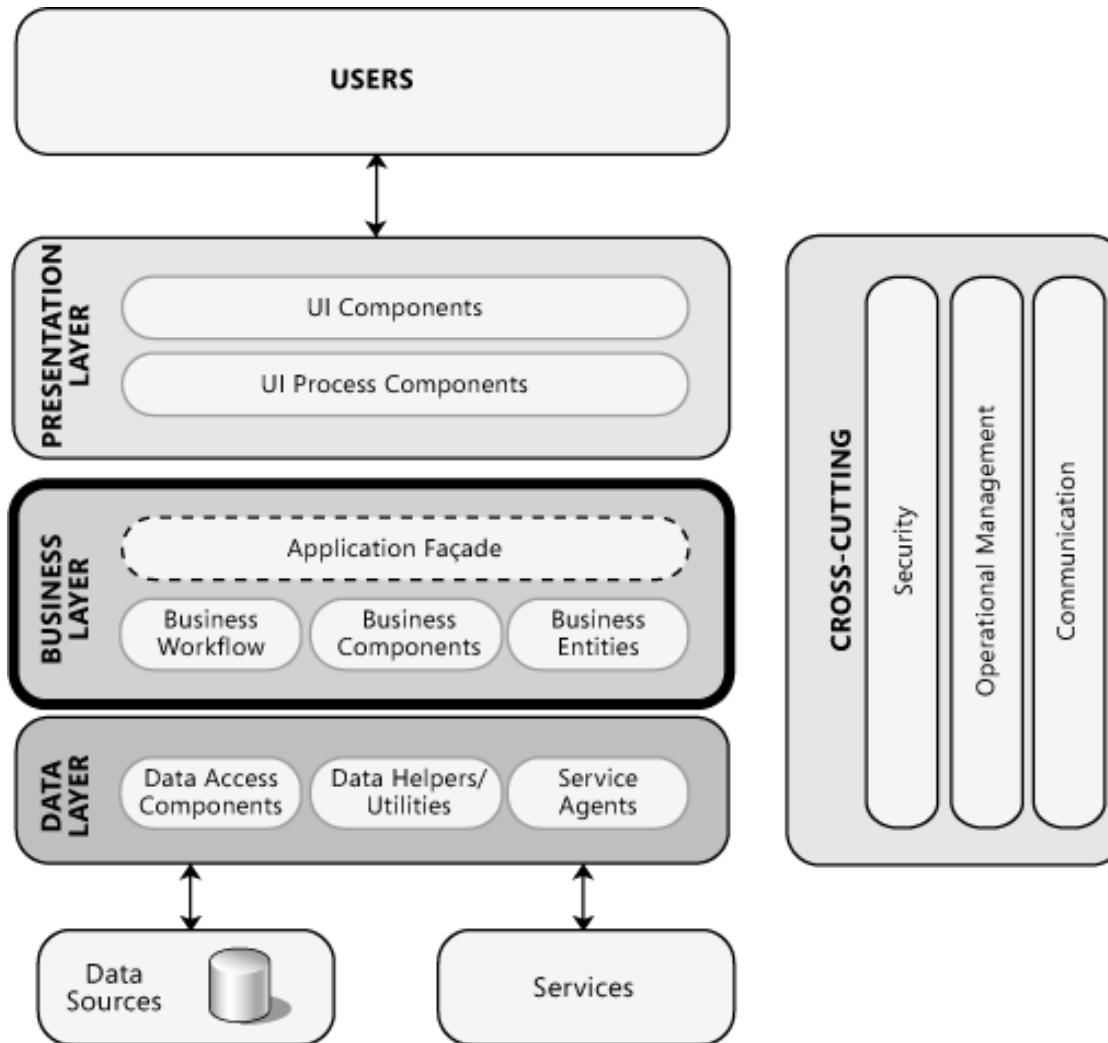 USERS
PRESENTATION
LAYER
UI Components
UI Process Components
BUSINESS
LAYER
Application Façade
Business
Workflow
Business
Components
Business
Entities
DATA
LAYER
Data Access
Components
Data Helpers/
Utilities
Service
Agents
Data
Sources
Services
CROSS-CUTTING
Security
Operational Management
Communication